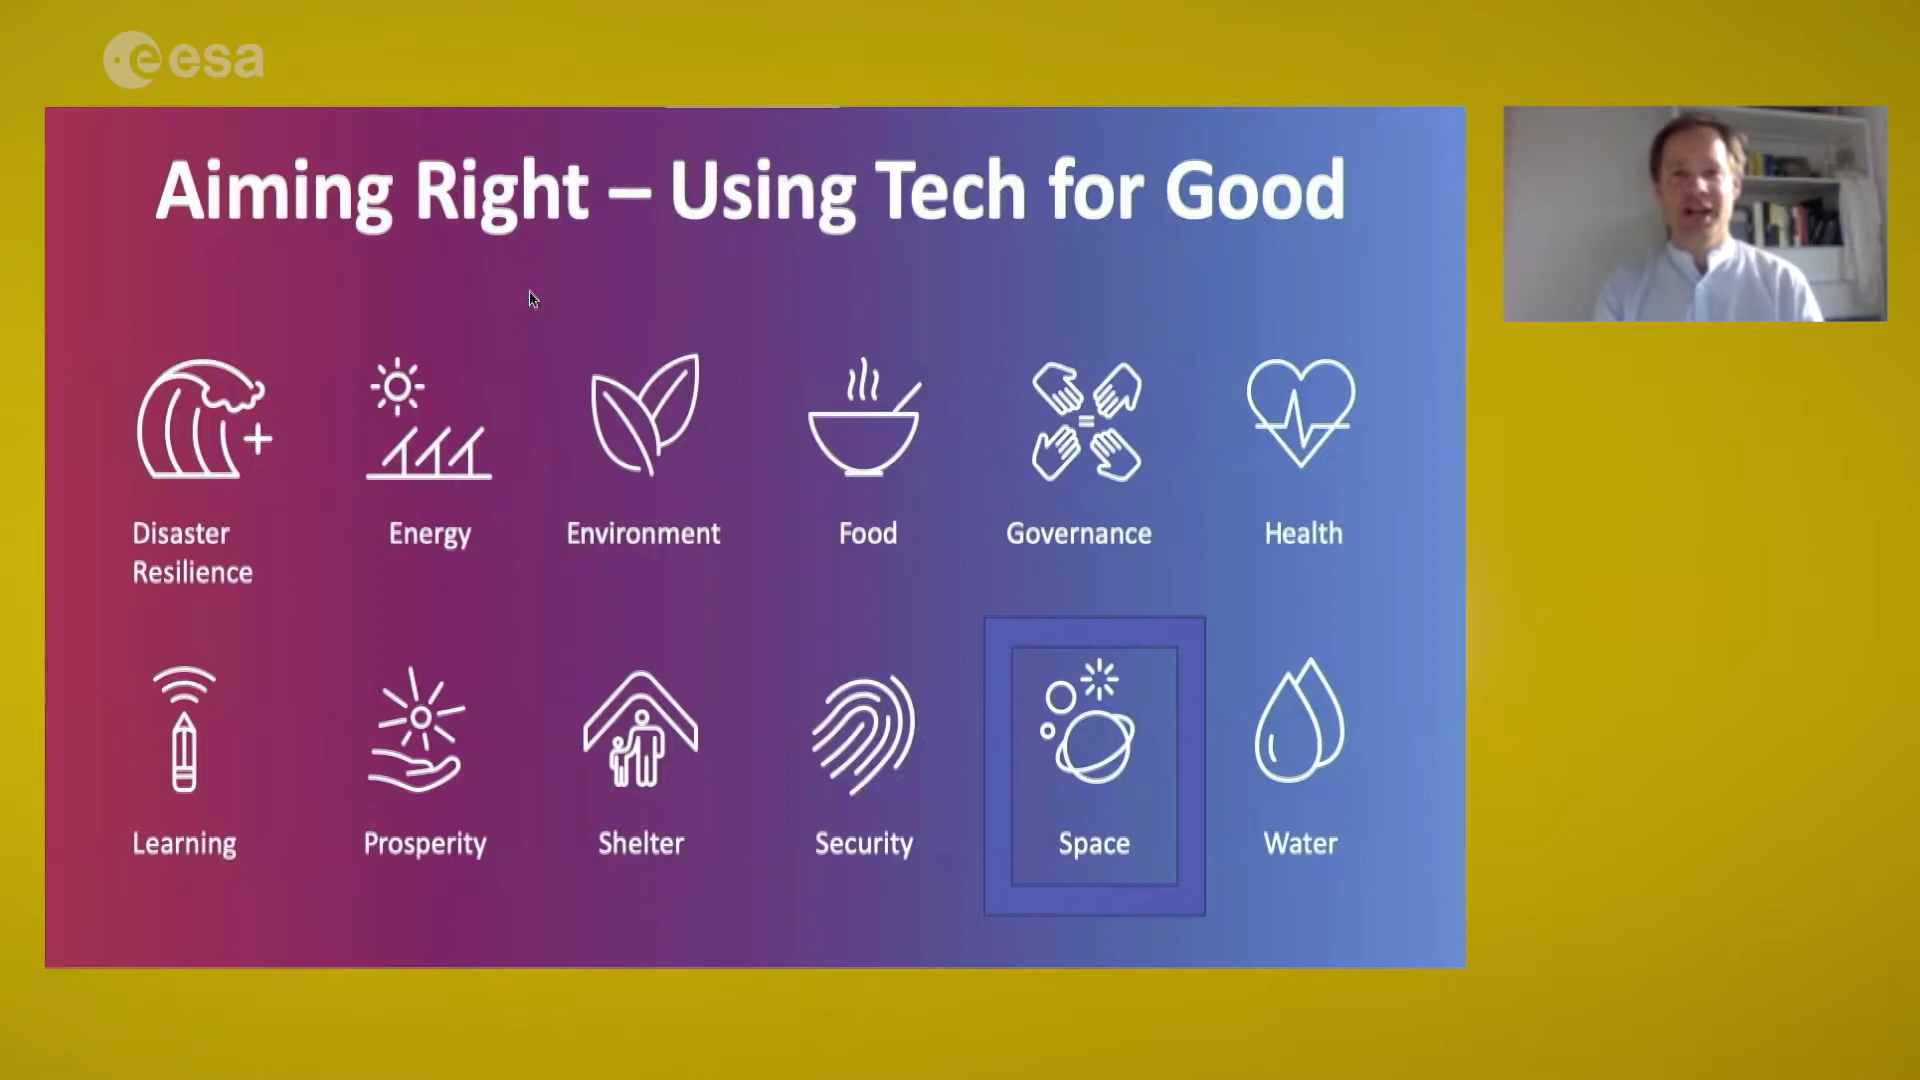 esa
Aiming Right – Using Tech for Good
Disaster
Resilience
Energy
Environment
Food
Governance
Health
Learning
Prosperity
Shelter
Security
Space
Water